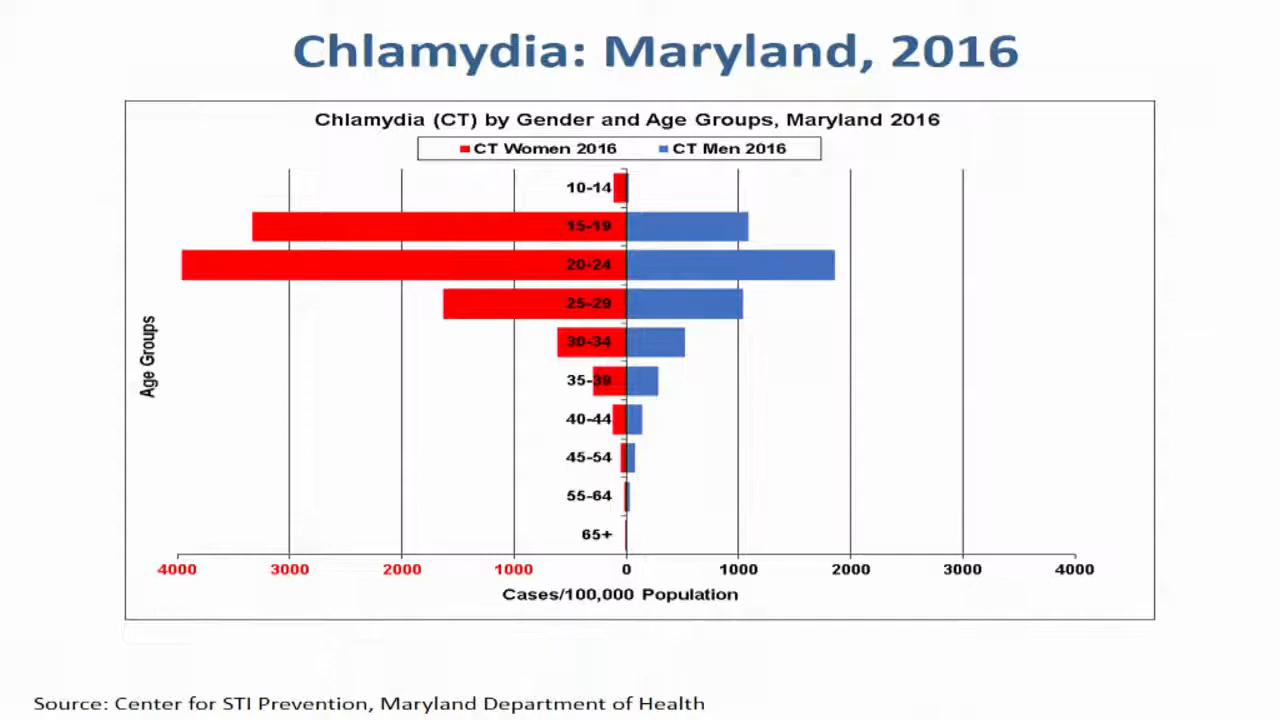 Chlamydia: Maryland, 2016
Chlamydia (CT) by Gender and Age Groups, Maryland 2016
CT Women 2016 CT Men 2016
10-14
15-19
20-24
25-29
30-34
35-39
40-44
45-54
55-64
65+
Age Groups
4000 3000 2000 1000 0 1000 2000 3000 4000
Cases/100,000 Population
Source: Center for STI Prevention, Maryland Department of Health